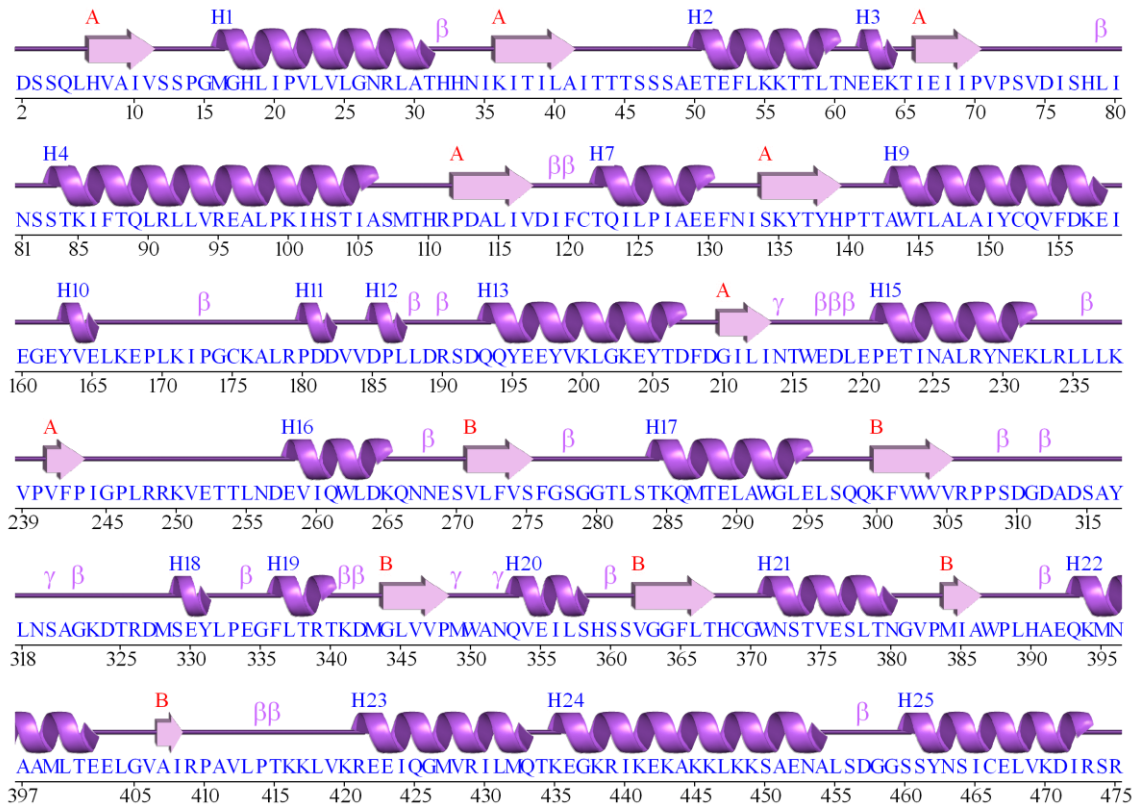 A H1 β A H2 H3 A β
DSSQLHVAIVSSPGMGHLIPVLVLGNRLATHHNIKITILAITTTSSSAETEFLKKTTLTNEEKTIEIIPVPSVDISHLI
2 10 15 20 25 30 35 40 45 50 55 60 65 70 75 80
H4 A ββ H7 A H9
NSSTKIFTQLRLLVREALPKIHSTIASMTHRPDALIVDIFCTQILPIAEEFNISKYTYHPTTAWTLALAIYCQVFDKEI
81 85 90 95 100 105 110 115 120 125 130 135 140 145 150 155
H10 β H11 H12 β β H13 A γ βββ H15 β
EGEYVELKEPLKIPGCKALRPDDVVDPLLDRSDQQYEEYVKLGKEYTDFDGILINTWEDLEPETINALRYNEKLRLLLK
160 165 170 175 180 185 190 195 200 205 210 215 220 225 230 235
A H16 β B β H17 B β β
VPVFPIGPLRRKVETTLNDEVIQWLDKQNNESVLFVSFGSGGTLSTKQMTELAWGLELSQQKFVWVVRPPSDGDADSAY
239 245 250 255 260 265 270 275 280 285 290 295 300 305 310 315
γ β H18 β H19 ββ B γ γ H20 β B H21 B β H22
LNSAGKDTRDMSEYLPEGFLTRTKDMGLVVPMWANQVEILSHSSVGGFLTHCGWNSTVESLTNGVPMIAWPLHAEQKMN
318 325 330 335 340 345 350 355 360 365 370 375 380 385 390 395
B ββ H23 H24 β H25
AAMLTEELGVAIRPAVLPTKKLVKREEIQGMVRILMQTKEGKRIKEKAKKLKKSAENALSDGGSSYNSICELVKDIRSR
397 405 410 415 420 425 430 435 440 445 450 455 460 465 470 475